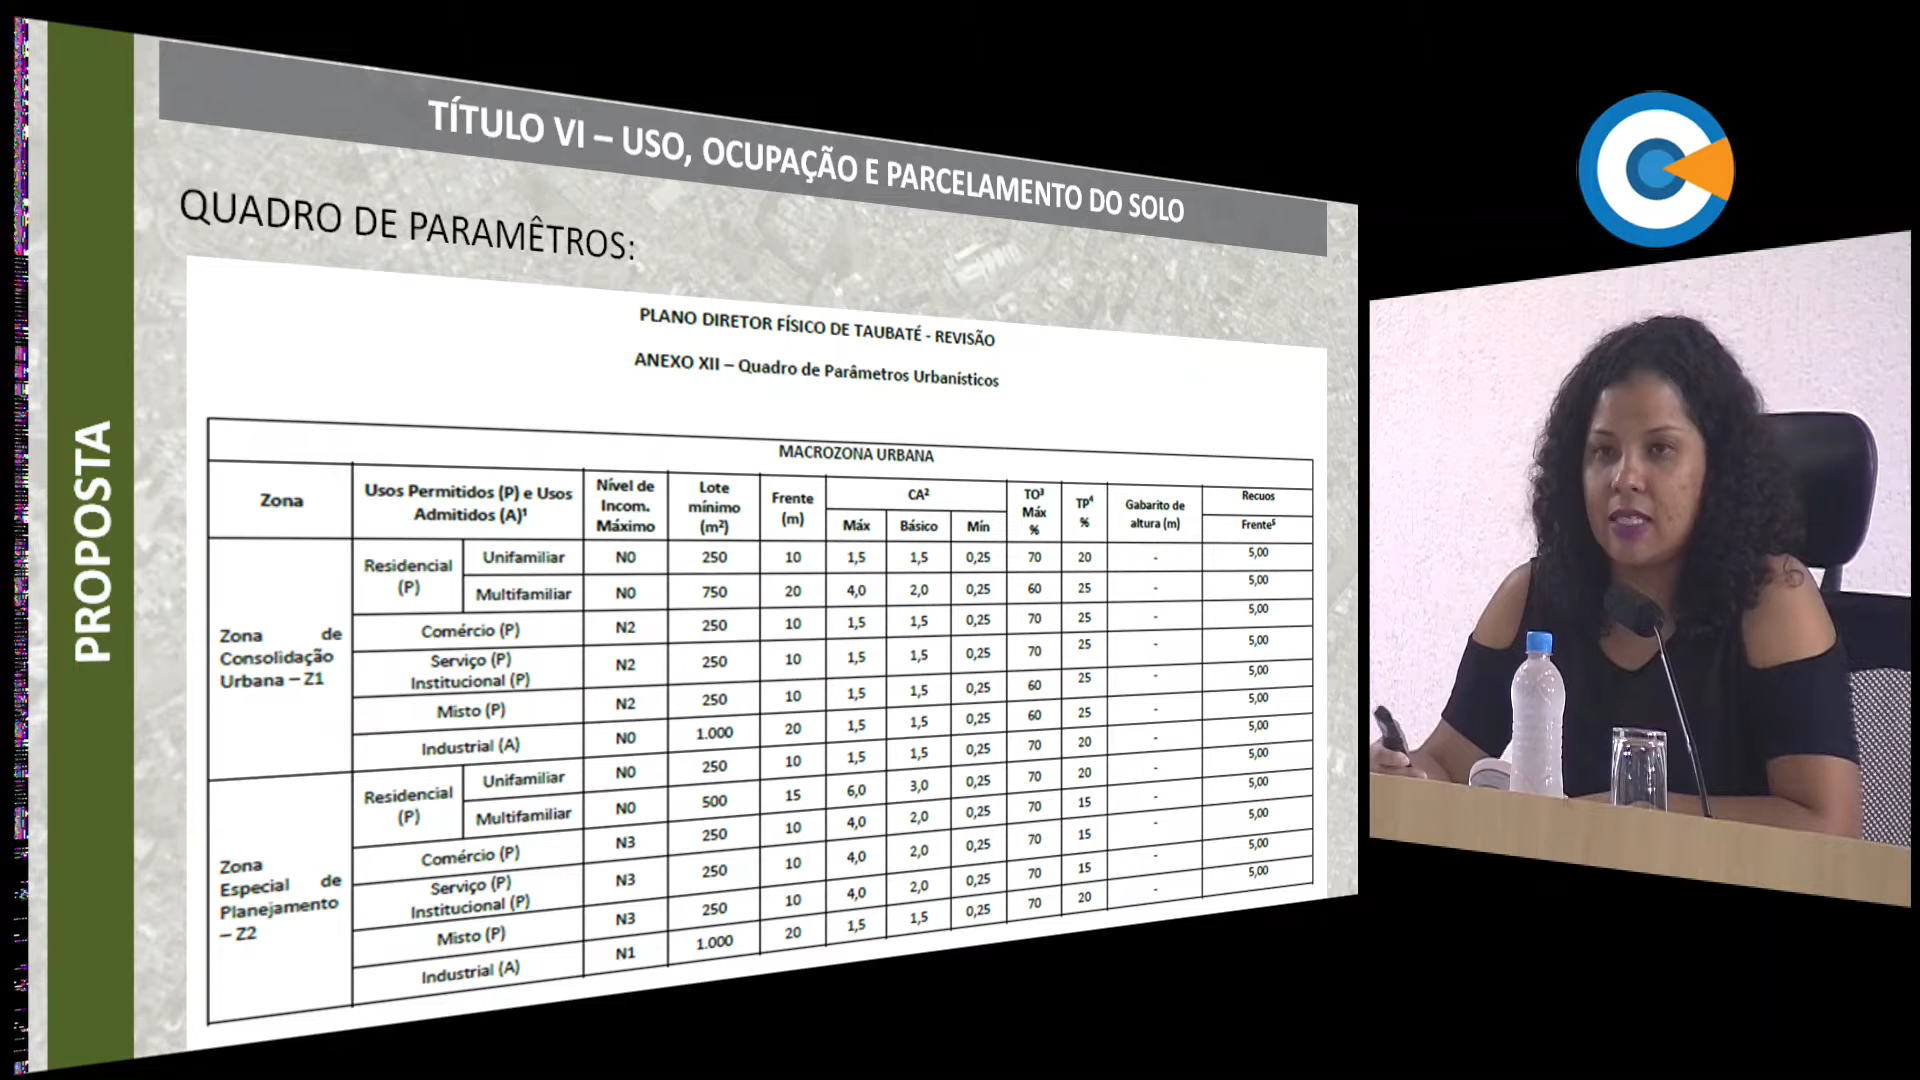 PROPOSTA
TÍTULO VI – USO, OCUPAÇÃO E PARCELAMENTO DO SOLO
QUADRO DE PARAMÊTROS:
PLANO DIRETOR FÍSICO DE TAUBATÉ - REVISÃO
ANEXO XII – Quadro de Parâmetros Urbanísticos
MACROZONA URBANA
Zona
Usos Permitidos (P) e Usos
Admitidos (A)¹
Nível de
Incom.
Máximo
Lote
mínimo
(m²)
Frente
(m)
CA²
Máx Básico Mín
TO³
Máx
%
TP⁴
%
Gabarito de
altura (m)
Recuos
Frente⁵
Zona de
Consolidação
Urbana – Z1
Residencial
(P)
Unifamiliar N0 250 10 1,5 1,5 0,25 70 20 - 5,00
Multifamiliar N0 750 20 4,0 2,0 0,25 60 25 - 5,00
Comércio (P) N2 250 10 1,5 1,5 0,25 70 25 - 5,00
Serviço (P)
Institucional (P) N2 250 10 1,5 1,5 0,25 70 25 - 5,00
Misto (P) N2 250 10 1,5 1,5 0,25 60 25 - 5,00
Industrial (A) N0 1.000 20 1,5 1,5 0,25 60 25 - 5,00
Zona
Especial de
Planejamento
– Z2
Residencial
(P)
Unifamiliar N0 250 10 1,5 1,5 0,25 70 20 - 5,00
Multifamiliar N0 500 15 6,0 3,0 0,25 70 20 - 5,00
Comércio (P) N3 250 10 4,0 2,0 0,25 70 15 - 5,00
Serviço (P)
Institucional (P) N3 250 10 4,0 2,0 0,25 70 15 - 5,00
Misto (P) N3 250 10 4,0 2,0 0,25 70 15 - 5,00
Industrial (A) N1 1.000 20 1,5 1,5 0,25 70 20 - 5,00